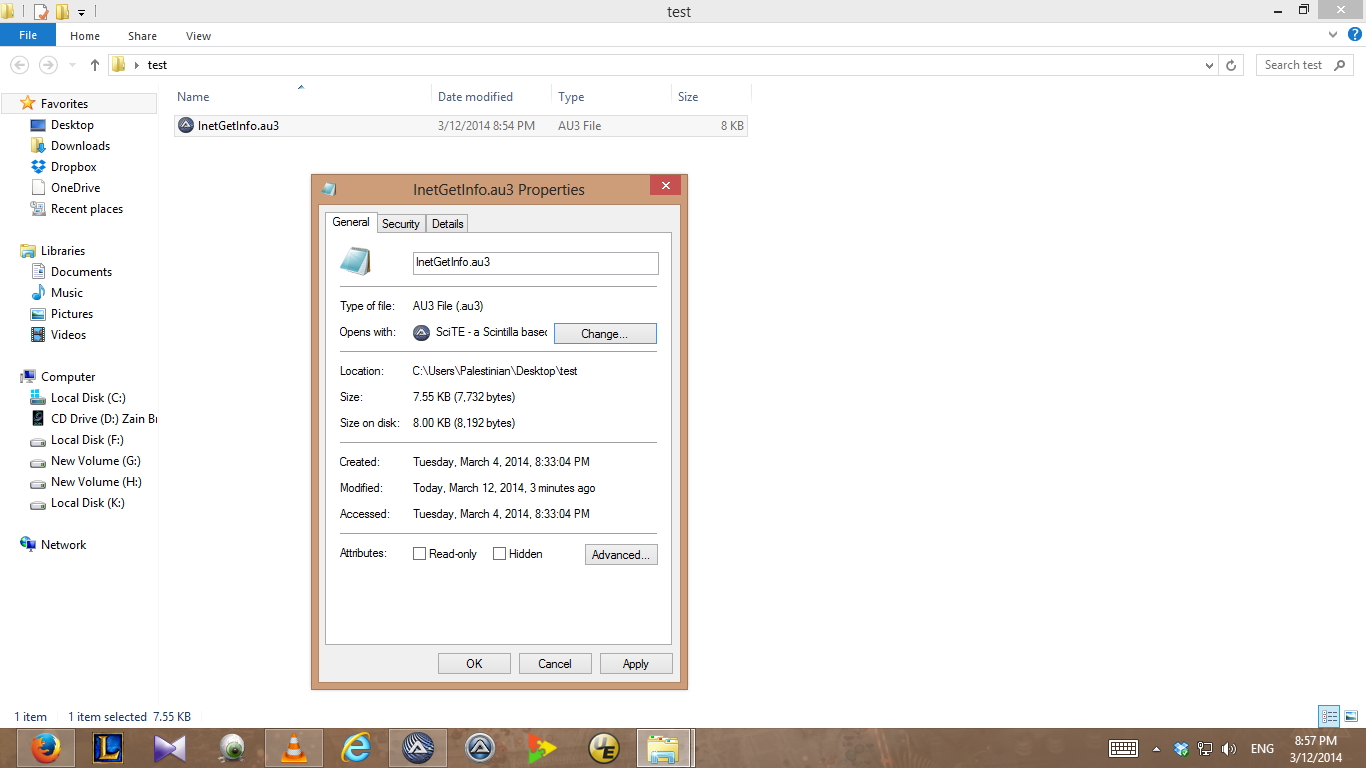 test
File Home Share View
test
Search test
Name Date modified Type Size
InetGetInfo.au3 3/12/2014 8:54 PM AU3 File 8 KB
Favorites
Desktop
Downloads
Dropbox
OneDrive
Recent places
Libraries
Documents
Music
Pictures
Videos
Computer
Local Disk (C:)
CD Drive (D:) Zain Br
Local Disk (F:)
New Volume (G:)
New Volume (H:)
Local Disk (K:)
Network
InetGetInfo.au3 Properties
General Security Details
InetGetInfo.au3
Type of file: AU3 File (.au3)
Opens with: SciTE - a Scintilla based Change...
Location: C:\Users\Palestinian\Desktop\test
Size: 7.55 KB (7,732 bytes)
Size on disk: 8.00 KB (8,192 bytes)
Created: Tuesday, March 4, 2014, 8:33:04 PM
Modified: Today, March 12, 2014, 3 minutes ago
Accessed: Tuesday, March 4, 2014, 8:33:04 PM
Attributes: Read-only Hidden Advanced...
OK Cancel Apply
1 item 1 item selected 7.55 KB
ENG
8:57 PM
3/12/2014